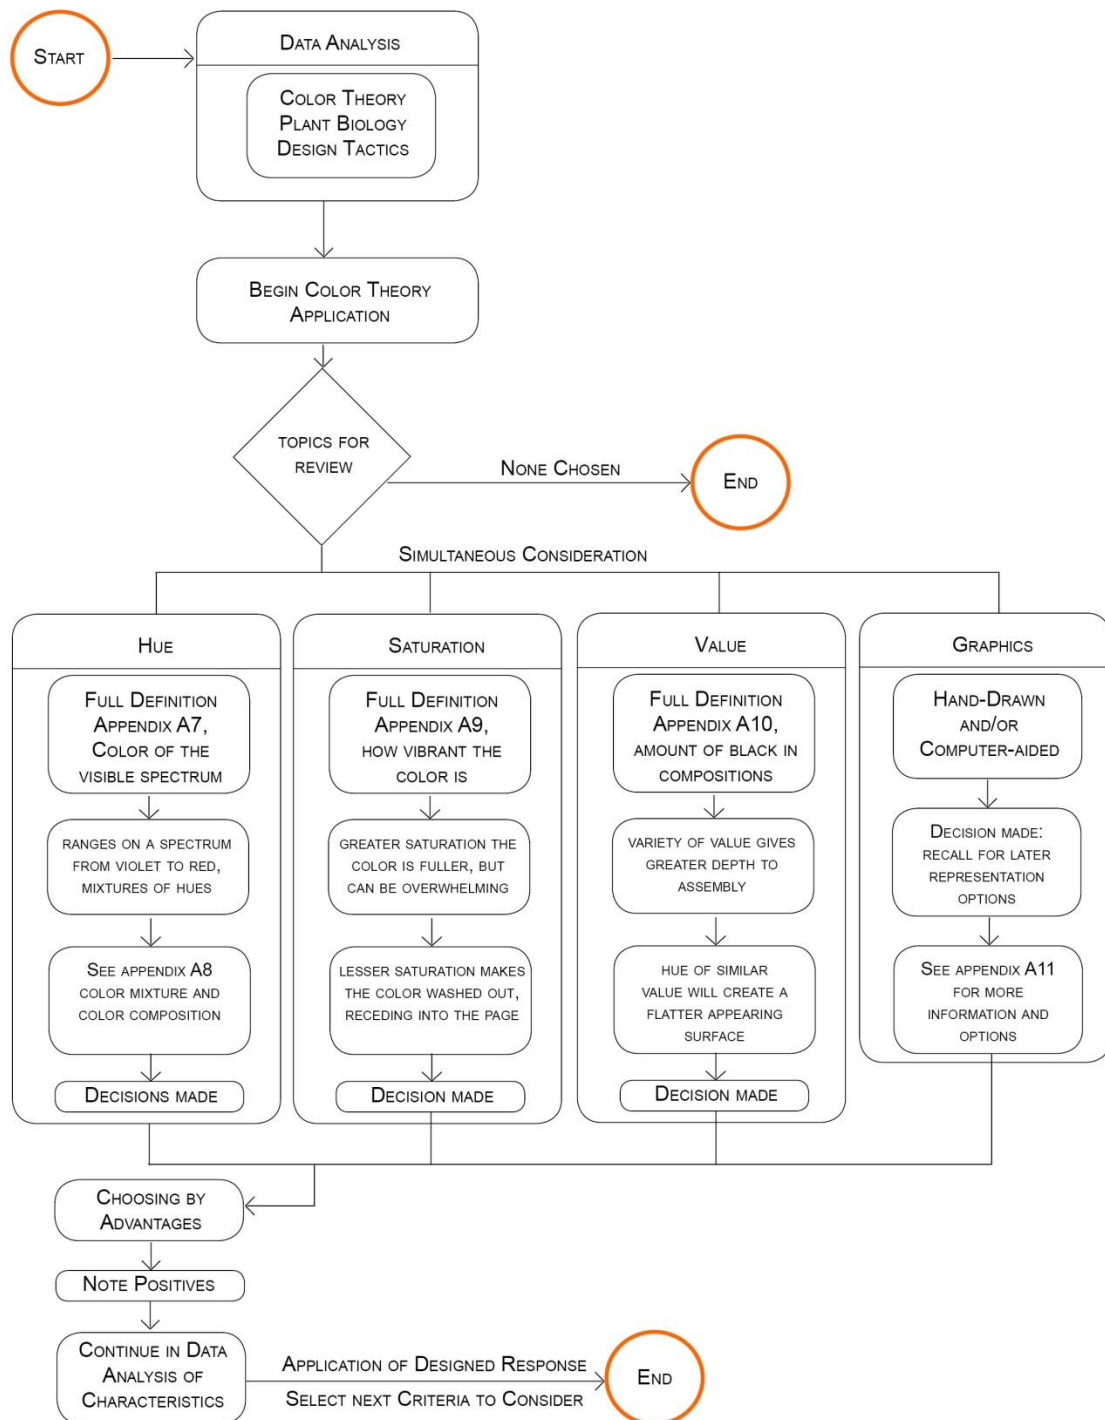 Start
Data Analysis
Color Theory
Plant Biology
Design Tactics
Begin Color Theory
Application
topics for
review
None Chosen
End
Simultaneous Consideration
Hue
Full Definition
Appendix A7,
Color of the
visible spectrum
ranges on a spectrum
from violet to red,
mixtures of hues
See appendix A8
color mixture and
color composition
Decisions made
Saturation
Full Definition
Appendix A9,
how vibrant the
color is
greater saturation the
color is fuller, but
can be overwhelming
lesser saturation makes
the color washed out,
receding into the page
Decision made
Value
Full Definition
Appendix A10,
amount of black in
compositions
variety of value gives
greater depth to
assembly
hue of similar
value will create a
flatter appearing
surface
Decision made
Graphics
Hand-Drawn
and/or
Computer-aided
Decision made:
recall for later
representation
options
See appendix A11
for more
information and
options
Choosing by
Advantages
Note Positives
Continue in Data
Analysis of
Characteristics
Application of Designed Response
Select next Criteria to Consider
End